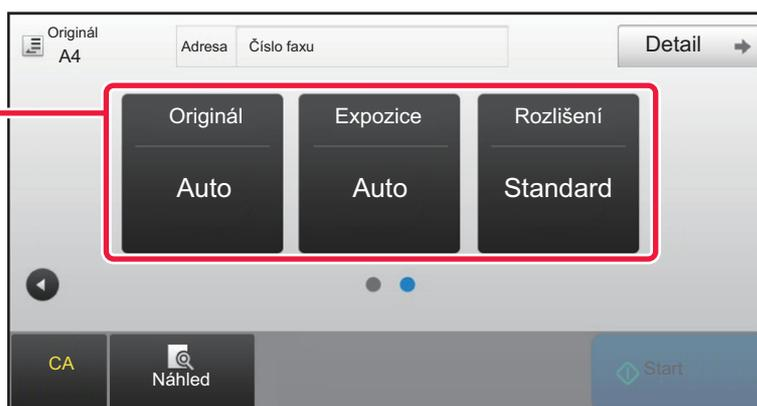 Originál
A4
Adresa Číslo faxu
Detail
Originál Expozice Rozlišení
Auto Auto Standard
CA
Náhled
Start